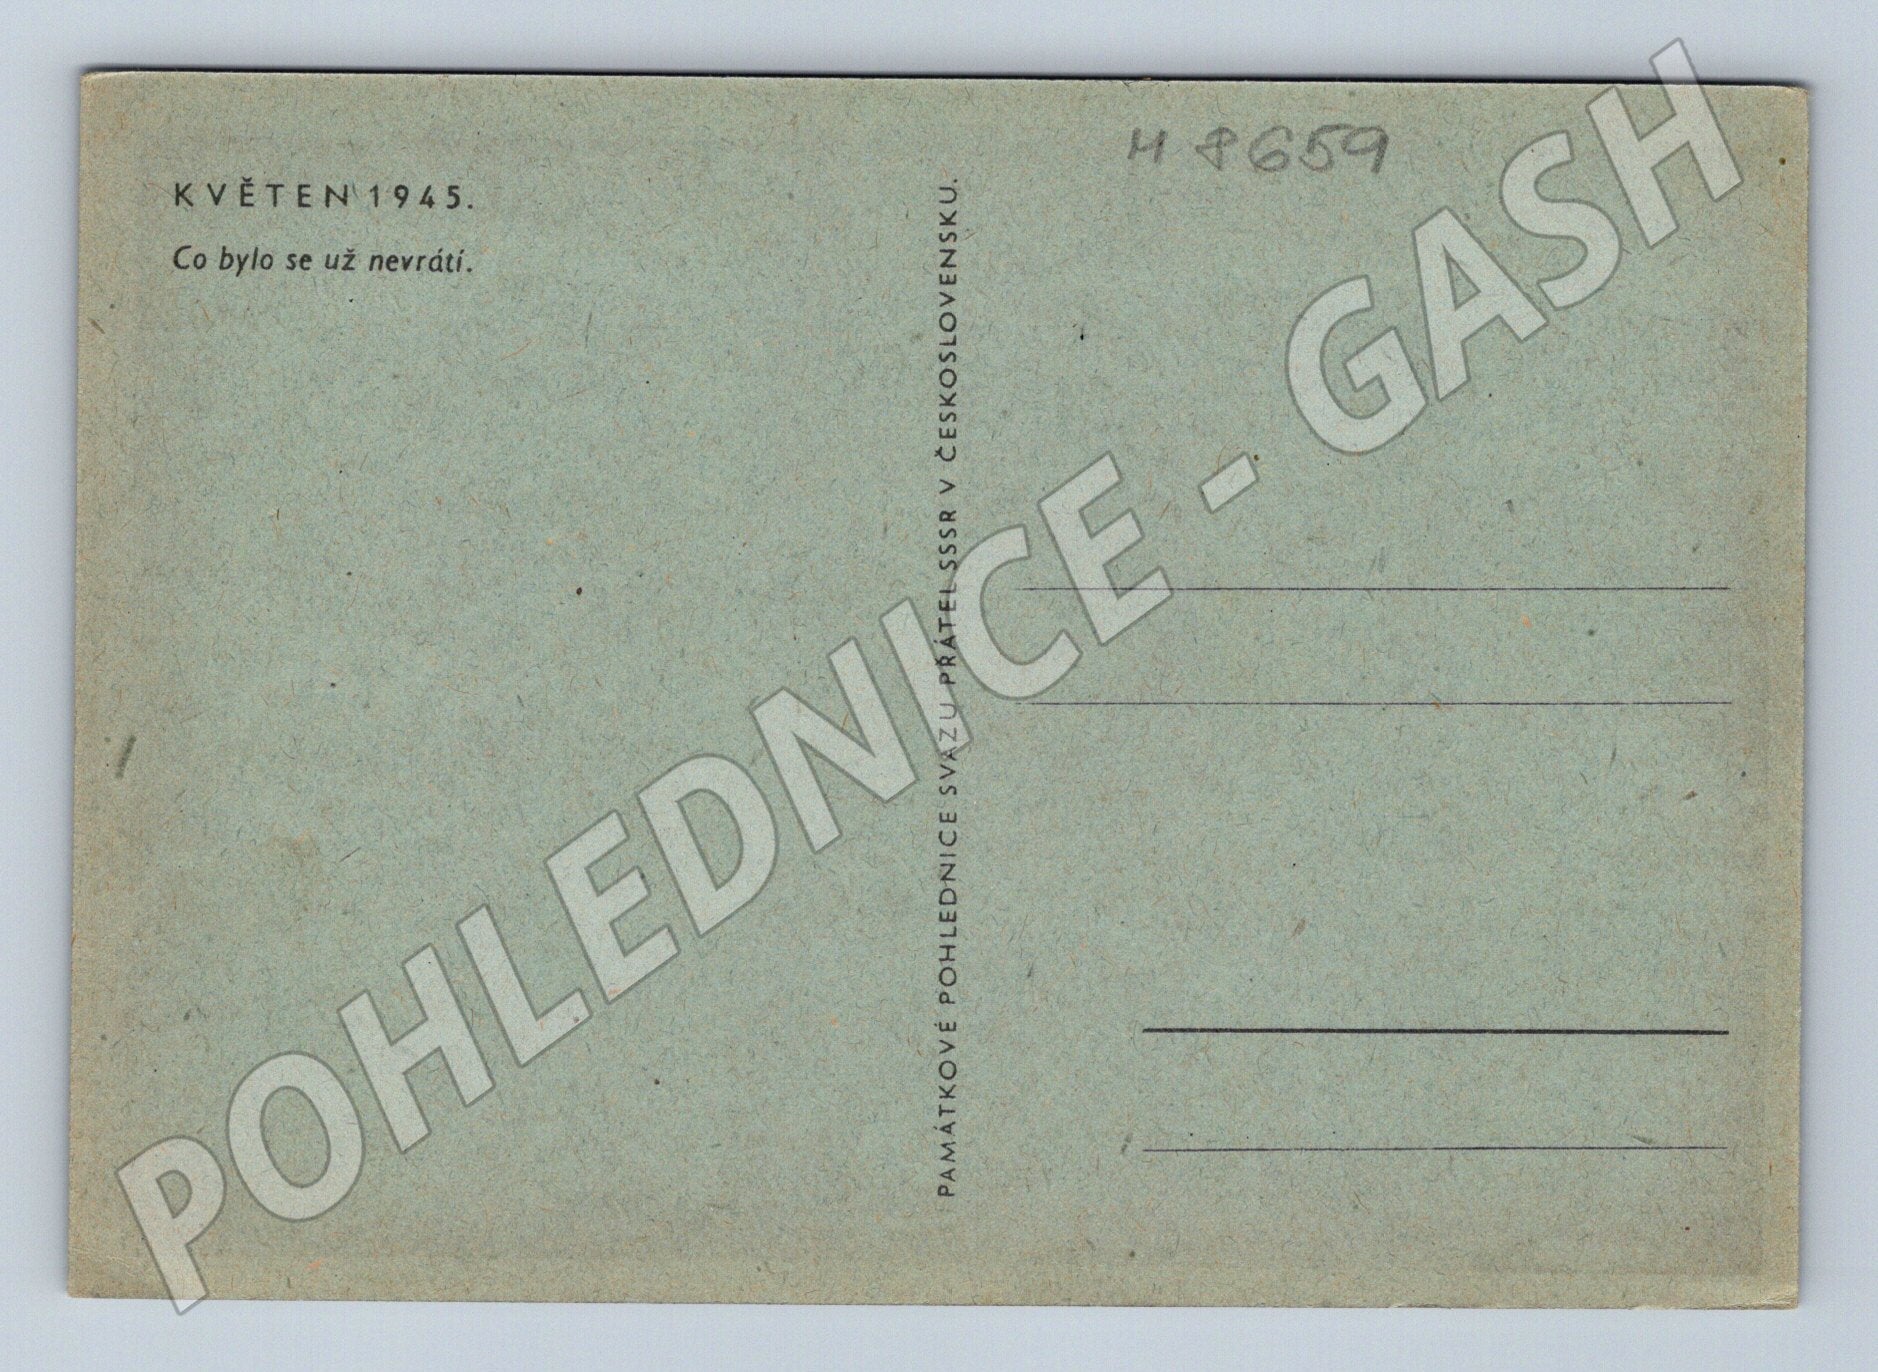 KVĚTEN 1945.
Co bylo se už nevrátí.
PAMÁTKOVÉ POHLEDNICE SVAZU PŘÁTEL SSSR V ČESKOSLOVENSKU.
H 8659
POHLEDNICE - GASH